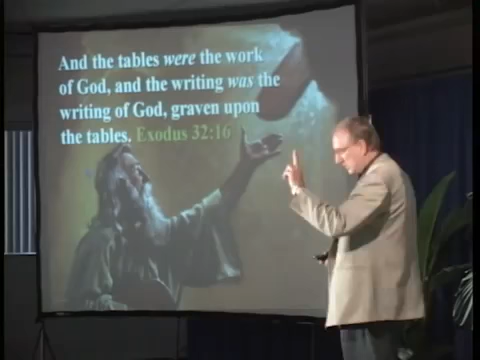 And the tables were the work
of God, and the writing was the
writing of God, graven upon
the tables. Exodus 32:16